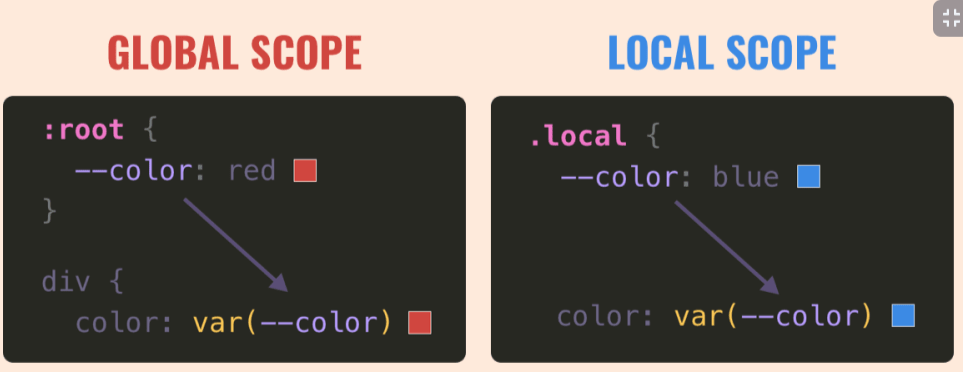 GLOBAL SCOPE
:root {
--color: red
}
div {
color: var(--color)
LOCAL SCOPE
.local {
--color: blue
color: var(--color)